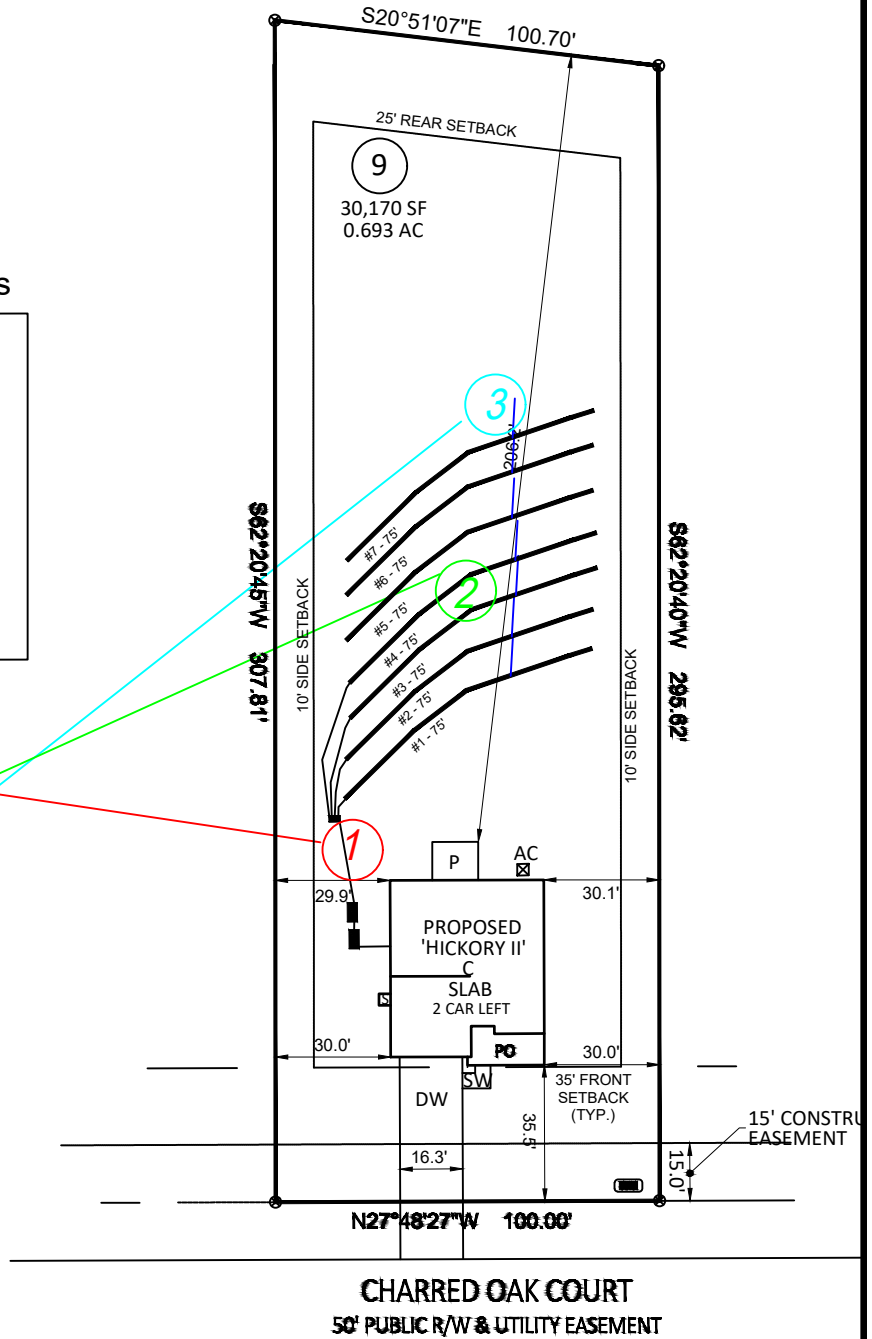 S20°51'07"E 100.70'
25' REAR SETBACK
9
30,170 SF
0.693 AC
S
3
206.2'
#7 - 75'
#6 - 75'
#5 - 75'
#4 - 75'
#3 - 75'
#2 - 75'
#1 - 75'
2
S62°20'45"W 307.81'
10' SIDE SETBACK
S62°20'40"W 295.62'
10' SIDE SETBACK
1
P
AC
29.9'
30.1'
PROPOSED
'HICKORY II'
C
SLAB
2 CAR LEFT
S
PO
30.0'
30.0'
SW
DW
35' FRONT
SETBACK
(TYP.)
35.5'
15' CONSTRU
EASEMENT
15.0'
16.3'
N27°48'27"W 100.00'
CHARRED OAK COURT
50' PUBLIC R/W & UTILITY EASEMENT